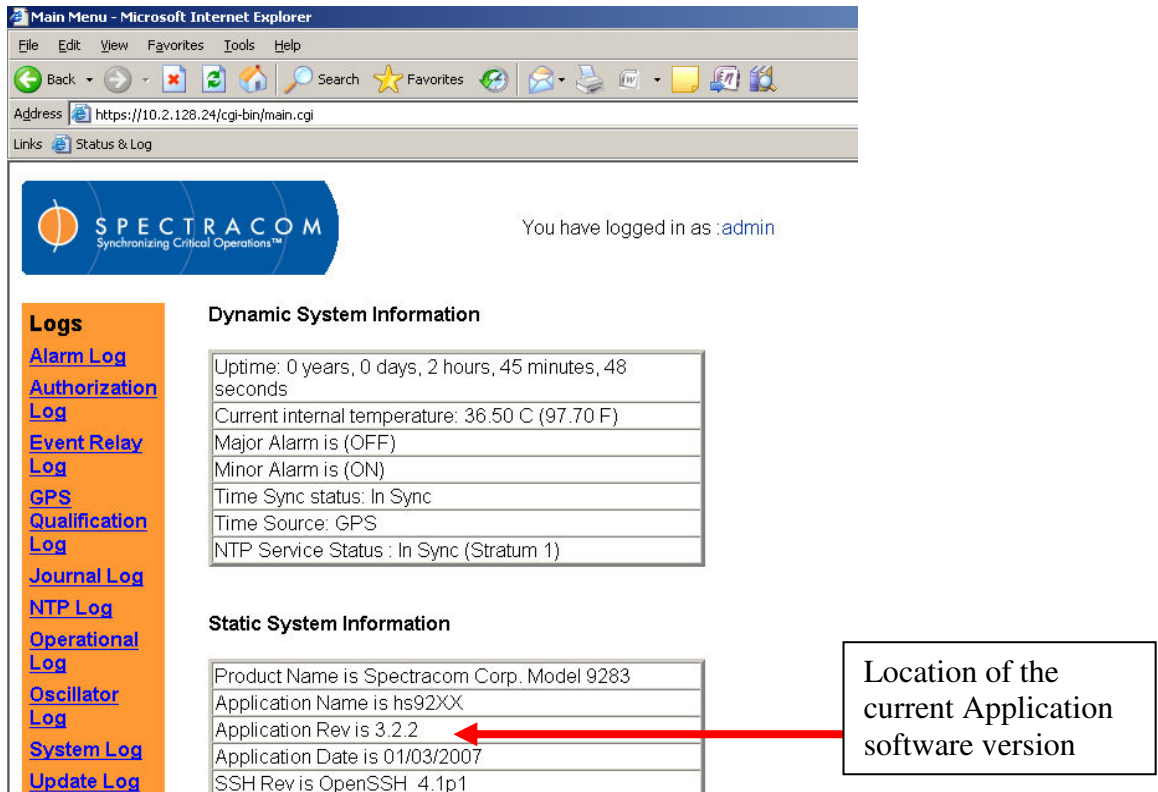 Main Menu - Microsoft Internet Explorer
File Edit View Favorites Tools Help
Back Search Favorites
Address https://10.2.128.24/cgi-bin/main.cgi
Links Status & Log
SPECTRACOM
Synchronizing Critical Operations™
You have logged in as :admin
Logs
Alarm Log
Authorization
Log
Event Relay
Log
GPS
Qualification
Log
Journal Log
NTP Log
Operational
Log
Oscillator
Log
System Log
Update Log
Dynamic System Information
Uptime: 0 years, 0 days, 2 hours, 45 minutes, 48
seconds
Current internal temperature: 36.50 C (97.70 F)
Major Alarm is (OFF)
Minor Alarm is (ON)
Time Sync status: In Sync
Time Source: GPS
NTP Service Status : In Sync (Stratum 1)
Static System Information
Product Name is Spectracom Corp. Model 9283
Application Name is hs92XX
Application Rev is 3.2.2
Application Date is 01/03/2007
SSH Rev is OpenSSH_4.1p1
Location of the
current Application
software version